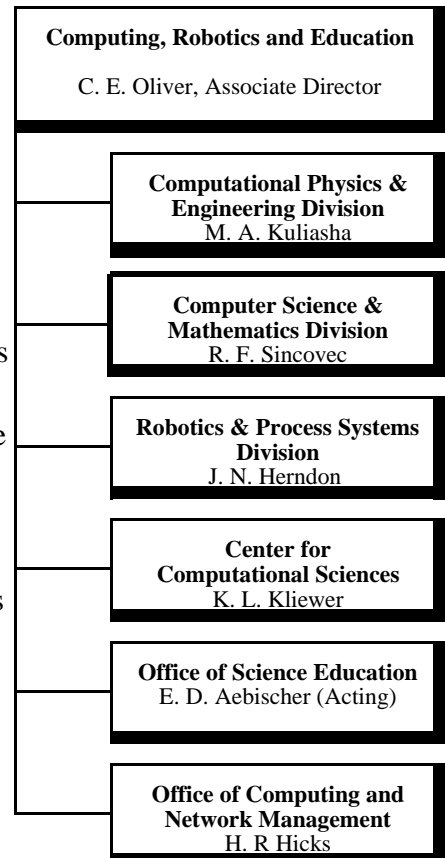 Computing, Robotics and Education
C. E. Oliver, Associate Director
Computational Physics &
Engineering Division
M. A. Kuliasha
Computer Science &
Mathematics Division
R. F. Sincovec
s
e
Robotics & Process Systems
Division
J. N. Herndon
Center for
Computational Sciences
K. L. Kliewer
s
Office of Science Education
E. D. Aebischer (Acting)
Office of Computing and
Network Management
H. R Hicks